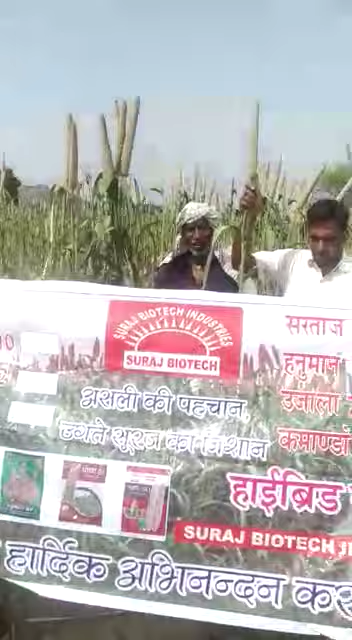 SURAJ BIOTECH INDUSTRIES
SURAJ BIOTECH
असली की पहचान,
उगते सूरज का निशान
सरताज
हनुमान
उजाला
कमाण्डो
हाईब्रिड
SURAJ BIOTECH
हार्दिक अभिनन्दन